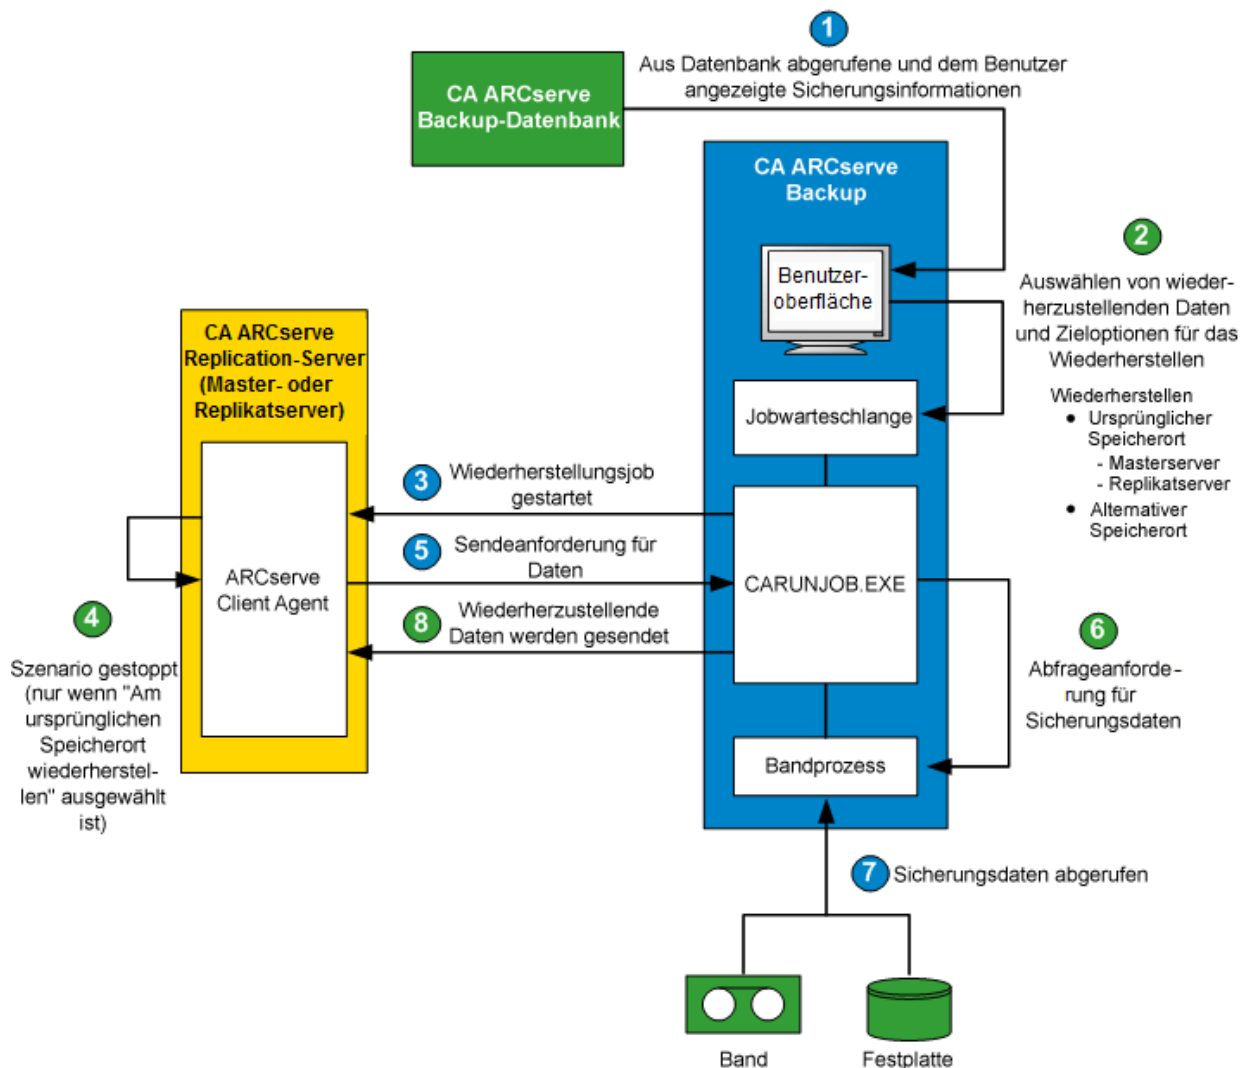 1
Aus Datenbank abgerufene und dem Benutzer
angezeigte Sicherungsinformationen
CA ARCserve
Backup-Datenbank
CA ARCserve
Backup
Benutzer-
oberfläche
2
Auswählen von wieder-
herzustellenden Daten
und Zieloptionen für das
Wiederherstellen
Wiederherstellen
● Ursprünglicher
Speicherort
- Masterserver
- Replikatserver
● Alternativer
Speicherort
Jobwarteschlange
CA ARCserve
Replication-Server
(Master- oder
Replikatserver)
3
Wiederherstellungsjob
gestartet
5
Sendeanforderung für
Daten
ARCserve
Client Agent
CARUNJOB.EXE
8
Wiederherzustellende
Daten werden gesendet
4
Szenario gestoppt
(nur wenn "Am
ursprünglichen
Speicherort
wiederherstel-
len" ausgewählt
ist)
6
Abfrageanforde-
rung für
Sicherungsdaten
Bandprozess
7
Sicherungsdaten abgerufen
Band
Festplatte